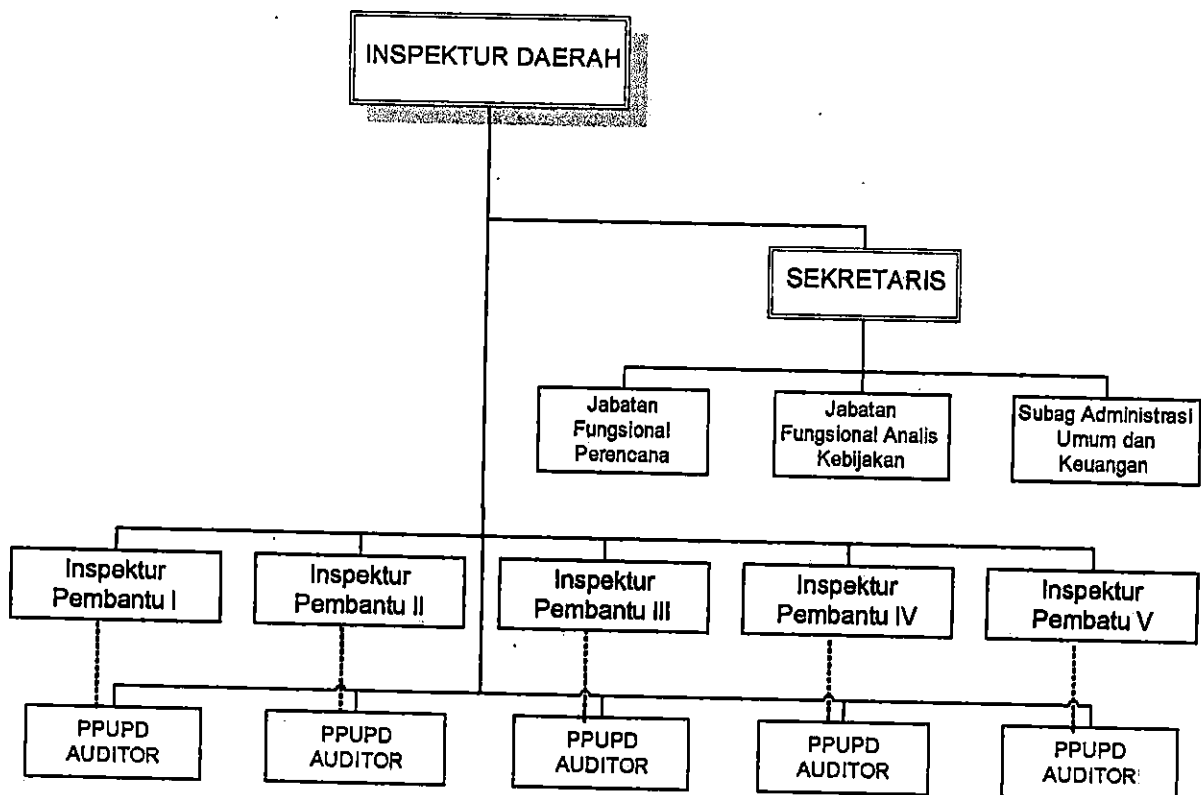 INSPEKTUR DAERAH
SEKRETARIS
Jabatan
Fungsional
Perencana
Jabatan
Fungsional Analis
Kebijakan
Subag Administrasi
Umum dan
Keuangan
Inspektur
Pembantu I
Inspektur
Pembantu II
Inspektur
Pembantu III
Inspektur
Pembantu IV
Inspektur
Pembatu V
PPUPD
AUDITOR
PPUPD
AUDITOR
PPUPD
AUDITOR
PPUPD
AUDITOR
PPUPD
AUDITOR